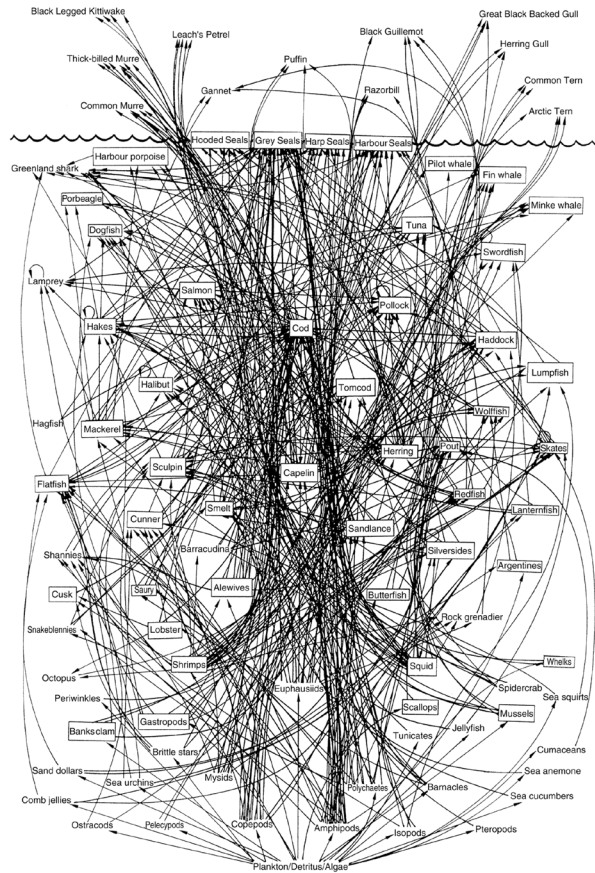 Black Legged Kittiwake
Great Black Backed Gull
Leach's Petrel
Black Guillemot
Herring Gull
Thick-billed Murre
Puffin
Gannet
Razorbill
Common Tern
Common Murre
Arctic Tern
Hooded Seals
Grey Seals
Harp Seals
Harbour Seals
Harbour porpoise
Pilot whale
Greenland shark
Fin whale
Porbeagle
Minke whale
Dogfish
Tuna
Swordfish
Lamprey
Salmon
Pollock
Hakes
Cod
Haddock
Lumpfish
Halibut
Tomcod
Wolffish
Hagfish
Mackerel
Herring
Pout
Skates
Sculpin
Capelin
Flatfish
Redfish
Smelt
Lanternfish
Cunner
Sandlance
Barracudina
Silversides
Shannies
Argentines
Cusk
Saury
Alewives
Butterfish
Rock grenadier
Snakeblennies
Lobster
Shrimps
Squid
Whelks
Octopus
Euphausiids
Spidercrab
Sea squirts
Periwinkles
Scallops
Mussels
Gastropods
Banksclam
Tunicates
Jellyfish
Brittle stars
Cumaceans
Sand dollars
Mysids
Sea anemone
Sea urchins
Polychaetes
Barnacles
Comb jellies
Sea cucumbers
Ostracods
Pelecypods
Copepods
Amphipods
Isopods
Pteropods
Plankton/Detritus/Algae